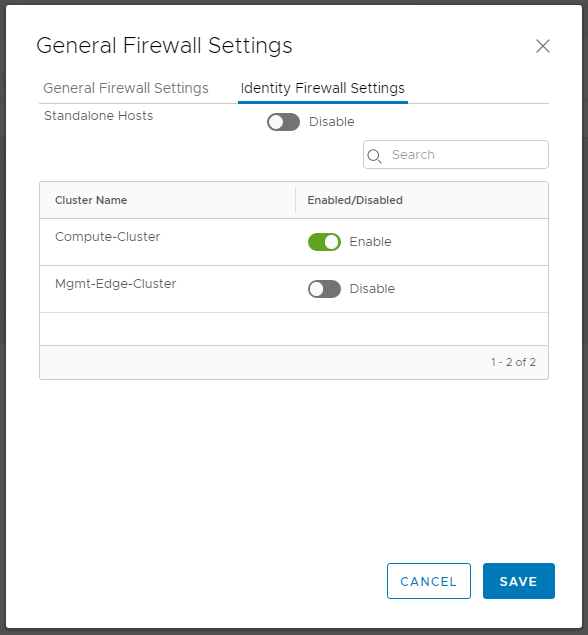 General Firewall Settings
General Firewall Settings Identity Firewall Settings
Standalone Hosts Disable
Search
Cluster Name Enabled/Disabled
Compute-Cluster Enable
Mgmt-Edge-Cluster Disable
1 - 2 of 2
CANCEL SAVE